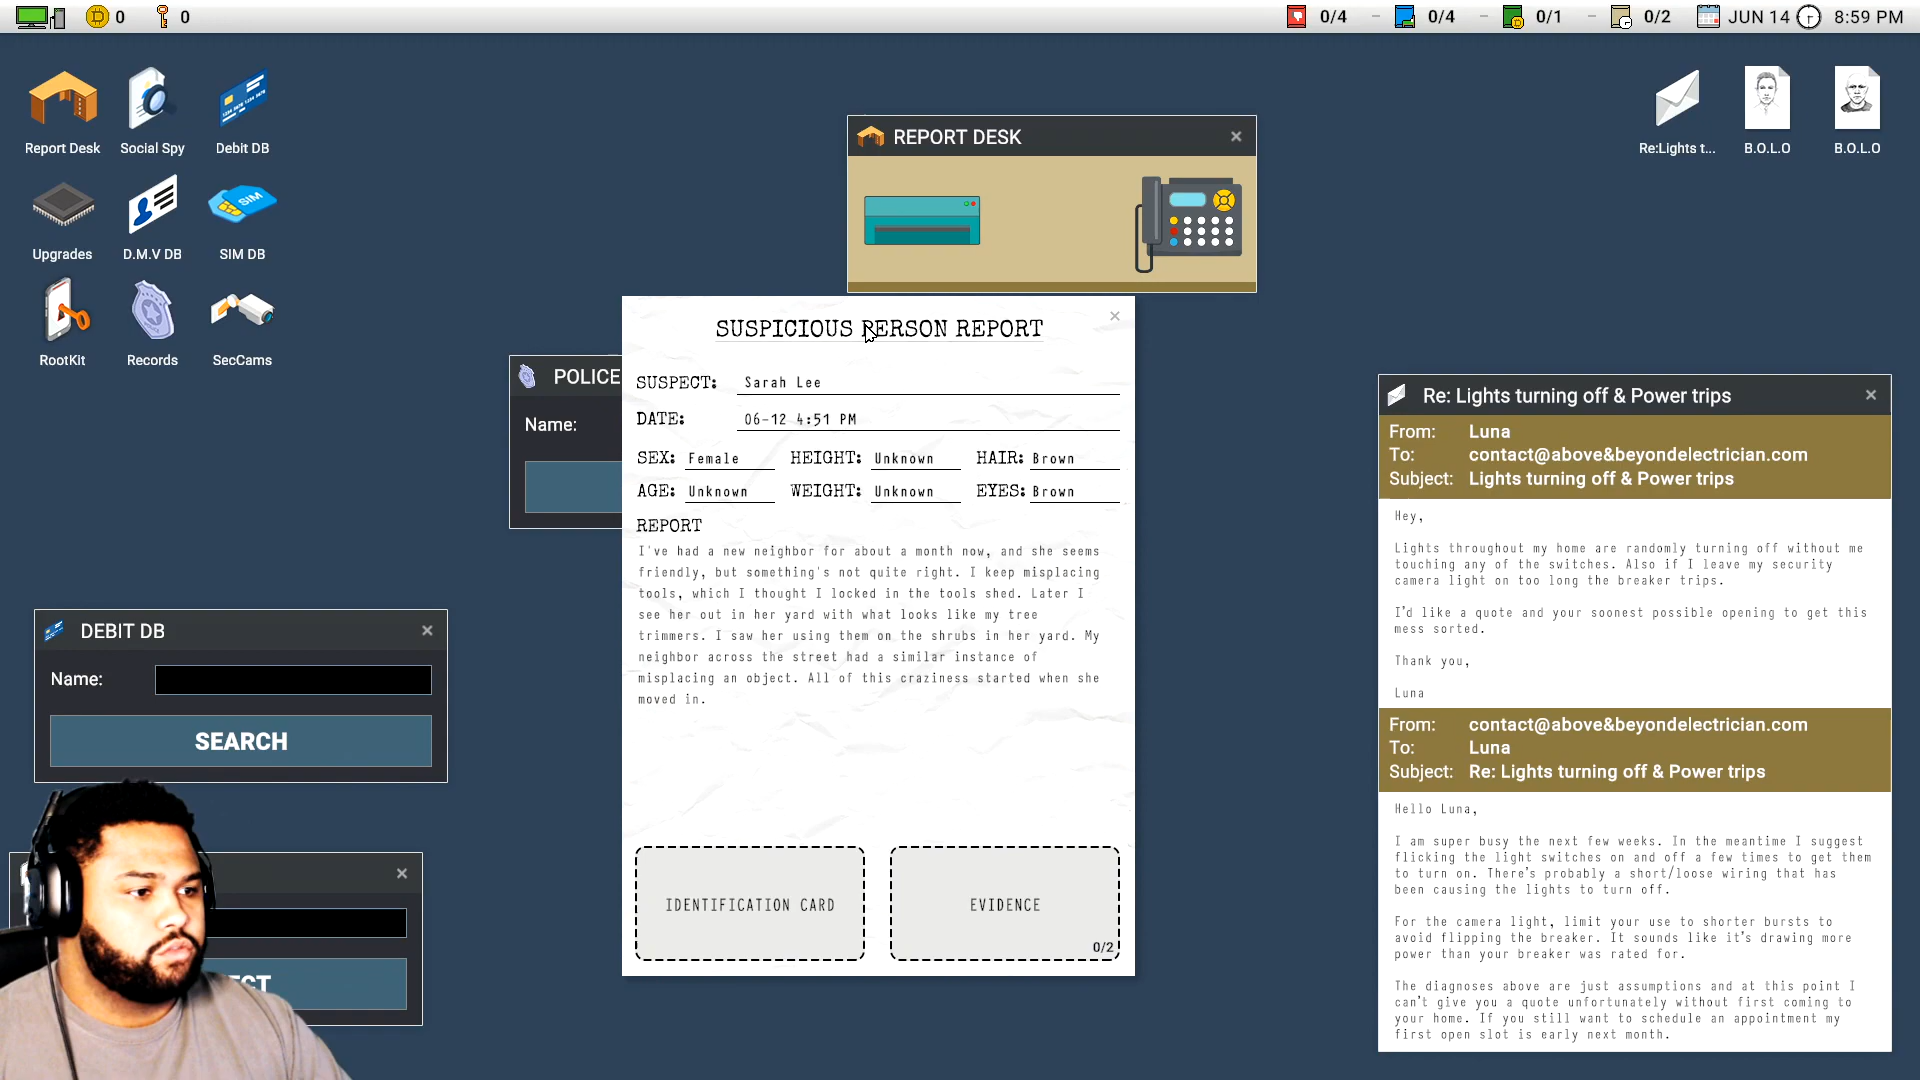 0
0
0/4
0/4
0/1
0/2
JUN 14
8:59 PM
Report Desk
Social Spy
Debit DB
Upgrades
D.M.V DB
SIM DB
RootKit
Records
SecCams
Re:Lights t...
B.O.L.O
B.O.L.O
REPORT DESK
POLICE
Name:
SUSPICIOUS PERSON REPORT
SUSPECT: Sarah Lee
DATE: 06-12 4:51 PM
SEX: Female HEIGHT: Unknown HAIR: Brown
AGE: Unknown WEIGHT: Unknown EYES: Brown
REPORT
I've had a new neighbor for about a month now, and she seems
friendly, but something's not quite right. I keep misplacing
tools, which I thought I locked in the tools shed. Later I
see her out in her yard with what looks like my tree
trimmers. I saw her using them on the shrubs in her yard. My
neighbor across the street had a similar instance of
misplacing an object. All of this craziness started when she
moved in.
IDENTIFICATION CARD
EVIDENCE
0/2
DEBIT DB
Name:
SEARCH
Re: Lights turning off & Power trips
From: Luna
To: contact@above&beyondelectrician.com
Subject: Lights turning off & Power trips
Hey,
Lights throughout my home are randomly turning off without me
touching any of the switches. Also if I leave my security
camera light on too long the breaker trips.
I'd like a quote and your soonest possible opening to get this
mess sorted.
Thank you,
Luna
From: contact@above&beyondelectrician.com
To: Luna
Subject: Re: Lights turning off & Power trips
Hello Luna,
I am super busy the next few weeks. In the meantime I suggest
flicking the light switches on and off a few times to get them
to turn on. There's probably a short/loose wiring that has
been causing the lights to turn off.
For the camera light, limit your use to shorter bursts to
avoid flipping the breaker. It sounds like it's drawing more
power than your breaker was rated for.
The diagnoses above are just assumptions and at this point I
can't give you a quote unfortunately without first coming to
your home. If you still want to schedule an appointment my
first open slot is early next month.